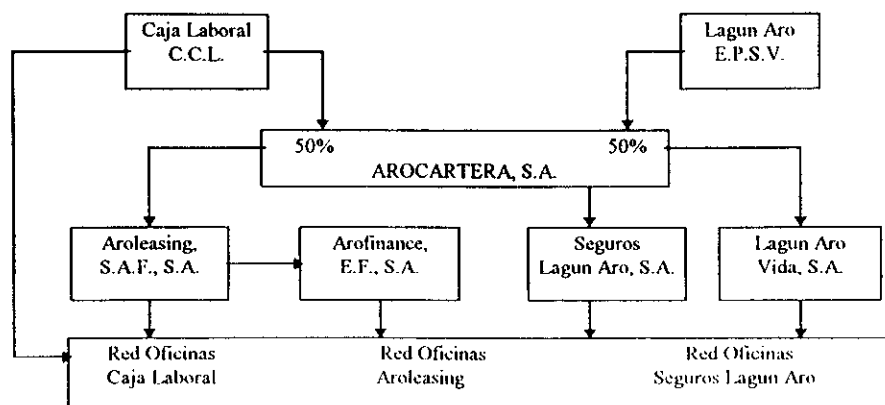 Caja Laboral
C.C.L.
Lagun Aro
E.P.S.V.
50%
50%
AROCARTERA, S.A.
Aroleasing,
S.A.F., S.A.
Arofinance,
E.F., S.A.
Seguros
Lagun Aro, S.A.
Lagun Aro
Vida, S.A.
Red Oficinas
Caja Laboral
Red Oficinas
Aroleasing
Red Oficinas
Seguros Lagun Aro